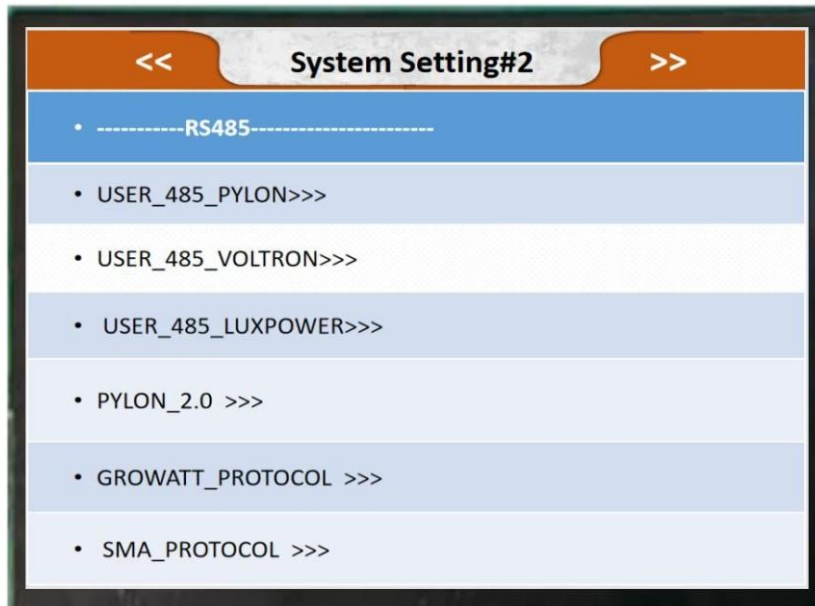 << System Setting#2 >>
• -----------RS485-----------------------
• USER_485_PYLON>>>
• USER_485_VOLTRON>>>
• USER_485_LUXPOWER>>>
• PYLON_2.0 >>>
• GROWATT_PROTOCOL >>>
• SMA_PROTOCOL >>>